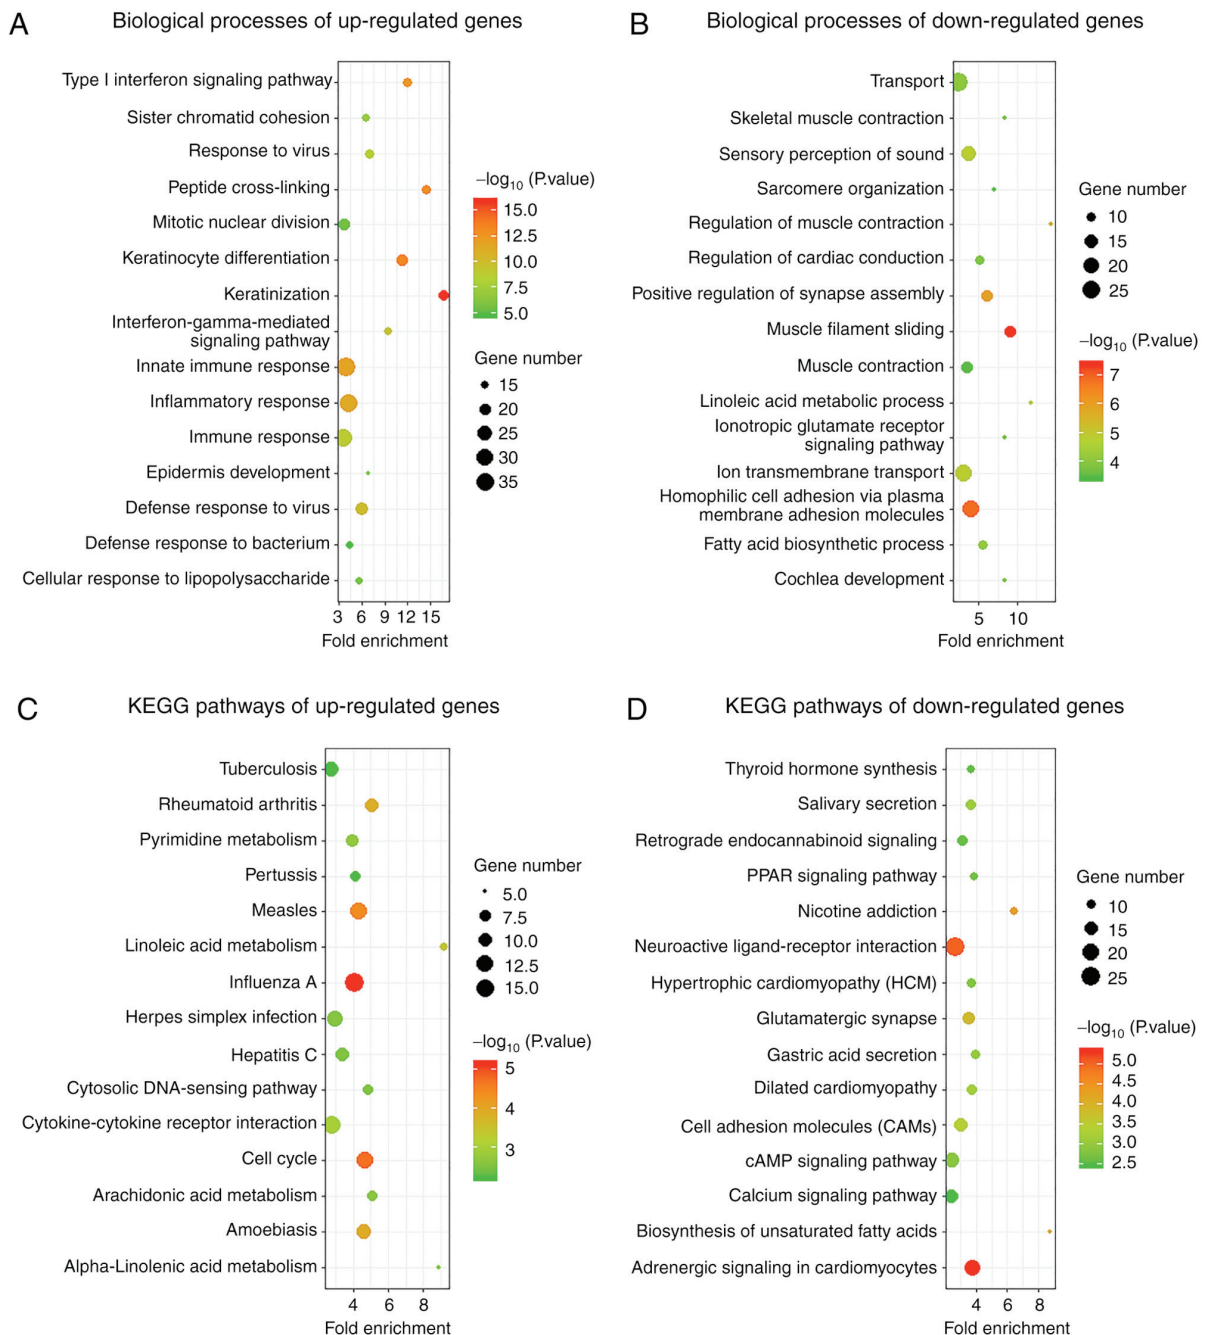 A
Biological processes of up-regulated genes
Type I interferon signaling pathway
Sister chromatid cohesion
Response to virus
Peptide cross-linking
Mitotic nuclear division
Keratinocyte differentiation
Keratinization
Interferon-gamma-mediated
signaling pathway
Innate immune response
Inflammatory response
Immune response
Epidermis development
Defense response to virus
Defense response to bacterium
Cellular response to lipopolysaccharide
3 6 9 12 15
Fold enrichment
−log10 (P.value)
15.0
12.5
10.0
7.5
5.0
Gene number
15
20
25
30
35
B
Biological processes of down-regulated genes
Transport
Skeletal muscle contraction
Sensory perception of sound
Sarcomere organization
Regulation of muscle contraction
Regulation of cardiac conduction
Positive regulation of synapse assembly
Muscle filament sliding
Muscle contraction
Linoleic acid metabolic process
Ionotropic glutamate receptor
signaling pathway
Ion transmembrane transport
Homophilic cell adhesion via plasma
membrane adhesion molecules
Fatty acid biosynthetic process
Cochlea development
5 10
Fold enrichment
Gene number
10
15
20
25
−log10 (P.value)
7
6
5
4
C
KEGG pathways of up-regulated genes
Tuberculosis
Rheumatoid arthritis
Pyrimidine metabolism
Pertussis
Measles
Linoleic acid metabolism
Influenza A
Herpes simplex infection
Hepatitis C
Cytosolic DNA-sensing pathway
Cytokine-cytokine receptor interaction
Cell cycle
Arachidonic acid metabolism
Amoebiasis
Alpha-Linolenic acid metabolism
4 6 8
Fold enrichment
Gene number
5.0
7.5
10.0
12.5
15.0
−log10 (P.value)
5
4
3
D
KEGG pathways of down-regulated genes
Thyroid hormone synthesis
Salivary secretion
Retrograde endocannabinoid signaling
PPAR signaling pathway
Nicotine addiction
Neuroactive ligand-receptor interaction
Hypertrophic cardiomyopathy (HCM)
Glutamatergic synapse
Gastric acid secretion
Dilated cardiomyopathy
Cell adhesion molecules (CAMs)
cAMP signaling pathway
Calcium signaling pathway
Biosynthesis of unsaturated fatty acids
Adrenergic signaling in cardiomyocytes
4 6 8
Fold enrichment
Gene number
10
15
20
25
−log10 (P.value)
5.0
4.5
4.0
3.5
3.0
2.5